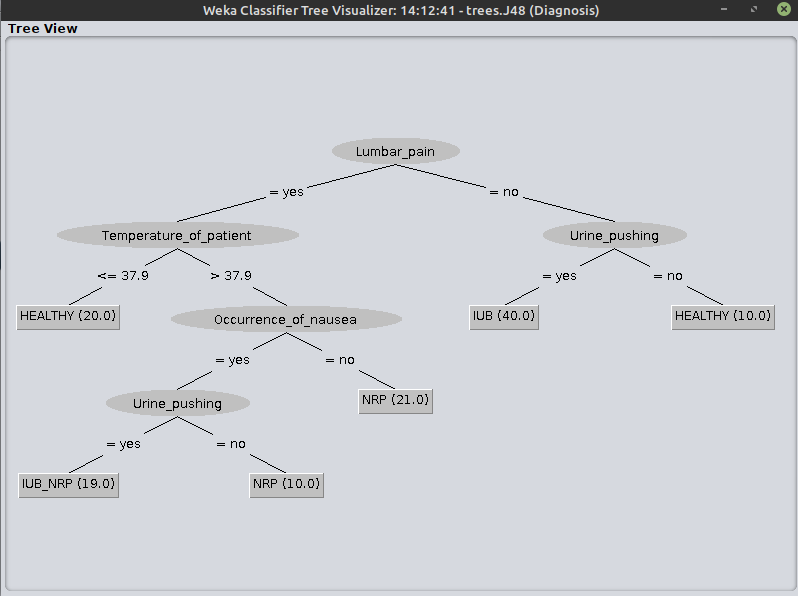 Weka Classifier Tree Visualizer: 14:12:41 - trees.J48 (Diagnosis)
Tree View
Lumbar_pain
= yes
= no
Temperature_of_patient
Urine_pushing
<= 37.9
> 37.9
= yes
= no
HEALTHY (20.0)
Occurrence_of_nausea
IUB (40.0)
HEALTHY (10.0)
= yes
= no
Urine_pushing
NRP (21.0)
= yes
= no
IUB_NRP (19.0)
NRP (10.0)